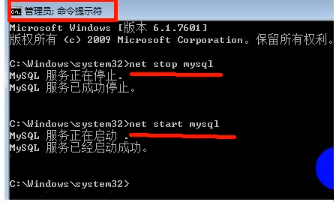 管理员: 命令提示符
Microsoft Windows [版本 6.1.7601]
版权所有 (c) 2009 Microsoft Corporation。保留所有权利。
C:\Windows\system32>net stop mysql
MySQL 服务正在停止.
MySQL 服务已成功停止。
C:\Windows\system32>net start mysql
MySQL 服务正在启动 .
MySQL 服务已经启动成功。
C:\Windows\system32>